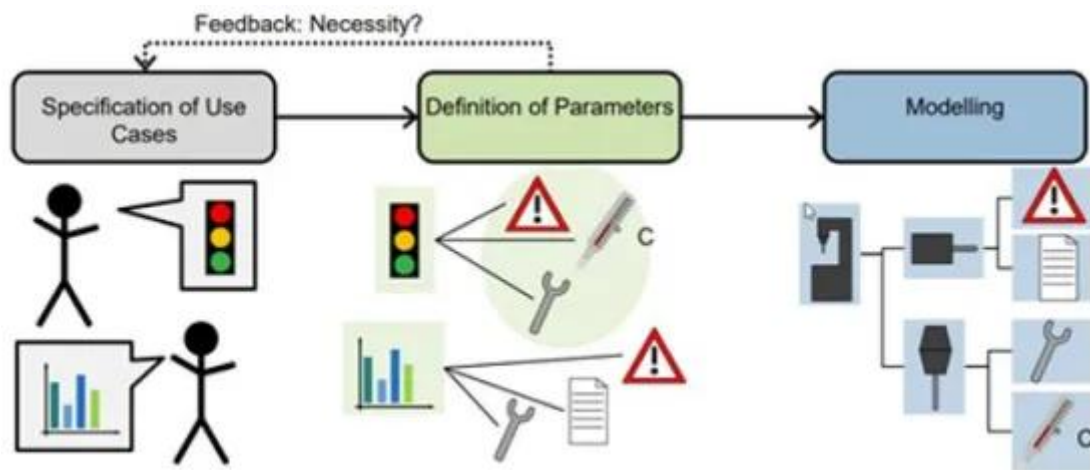 Feedback: Necessity?
Specification of Use
Cases
Definition of Parameters
Modelling
!
C
!
!
C